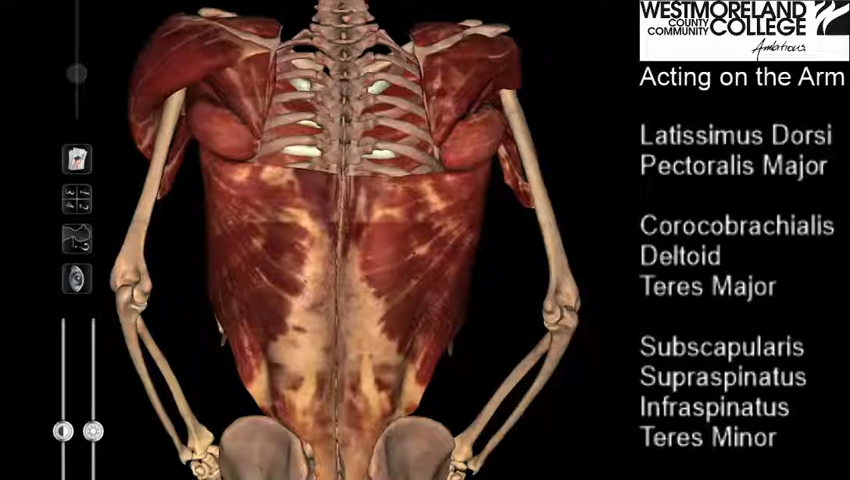 WESTMORELAND
COUNTY
COMMUNITY
COLLEGE
Ambitious.
Acting on the Arm
Latissimus Dorsi
Pectoralis Major
Corocobrachialis
Deltoid
Teres Major
Subscapularis
Supraspinatus
Infraspinatus
Teres Minor